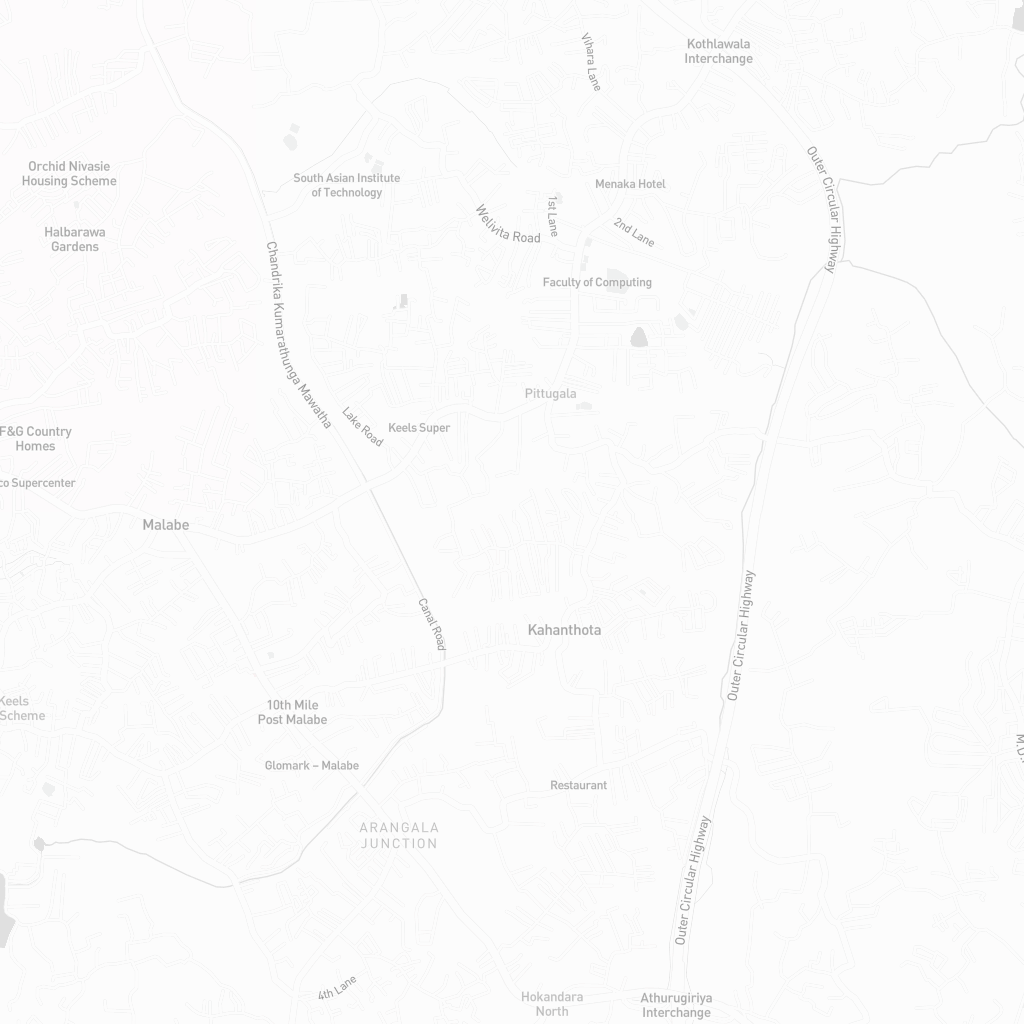 Vihara Lane
Kothlawala
Interchange
Outer Circular Highway
Orchid Nivasie
Housing Scheme
South Asian Institute
of Technology
Menaka Hotel
1st Lane
Welivita Road
2nd Lane
Halbarawa
Gardens
Chandrika Kumarathunga Mawatha
Faculty of Computing
Pittugala
Lake Road
Keels Super
F&G Country
Homes
co Supercenter
Malabe
Canal Road
Outer Circular Highway
Kahanthota
Keels
Scheme
10th Mile
Post Malabe
M.D.
Glomark – Malabe
Restaurant
ARANGALA
JUNCTION
Outer Circular Highway
4th Lane
Hokandara
North
Athurugiriya
Interchange